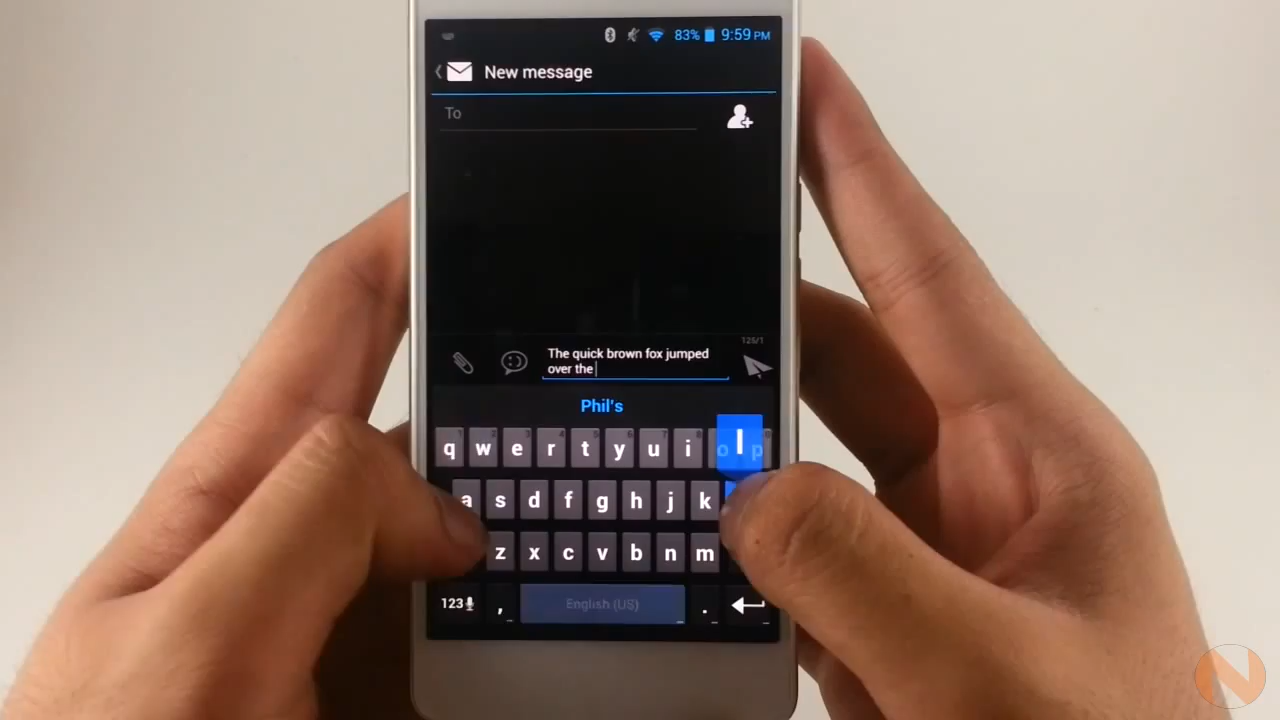 83% 9:59 PM
New message
To
125/1
The quick brown fox jumped
over the
Phil's
q w e r t y u i o p
l
a s d f g h j k
z x c v b n m
123 , English (US) .
N